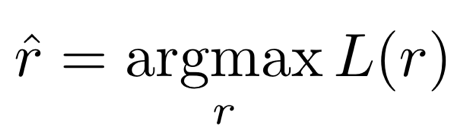 r̂ = argmax L(r)
r